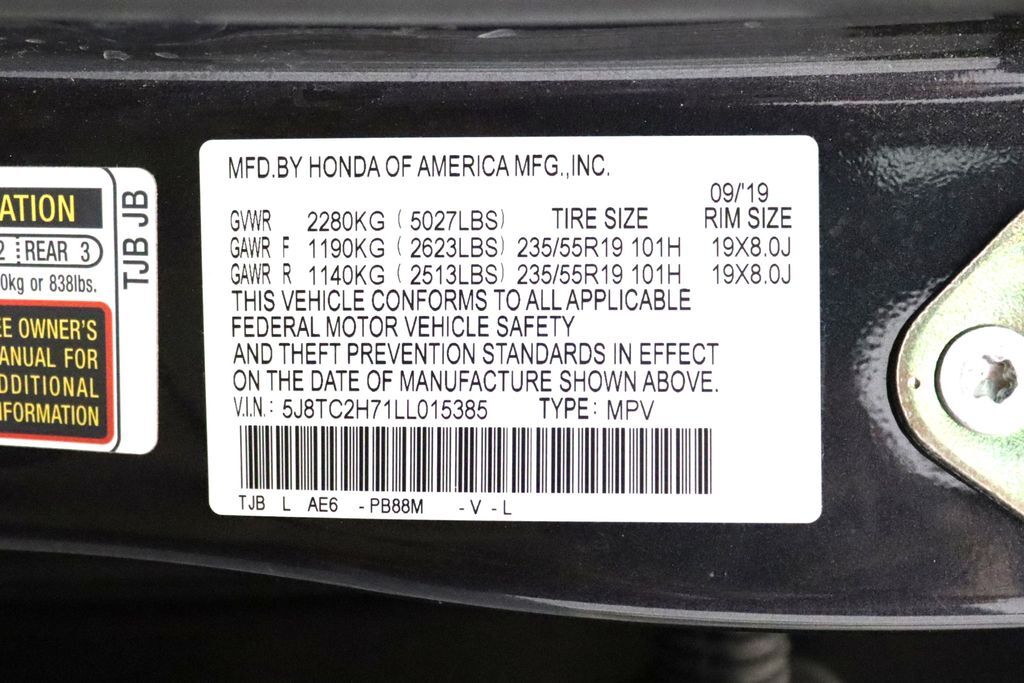 ATION
2 REAR 3
0kg or 838lbs.
EE OWNER'S
ANUAL FOR
DDITIONAL
NFORMATION
TJB JB
MFD.BY HONDA OF AMERICA MFG.,INC.
09/'19
GVWR 2280KG ( 5027LBS) TIRE SIZE RIM SIZE
GAWR F 1190KG ( 2623LBS) 235/55R19 101H 19X8.0J
GAWR R 1140KG ( 2513LBS) 235/55R19 101H 19X8.0J
THIS VEHICLE CONFORMS TO ALL APPLICABLE
FEDERAL MOTOR VEHICLE SAFETY
AND THEFT PREVENTION STANDARDS IN EFFECT
ON THE DATE OF MANUFACTURE SHOWN ABOVE.
V.I.N.: 5J8TC2H71LL015385 TYPE: MPV
TJB L AE6 -PB88M -V -L